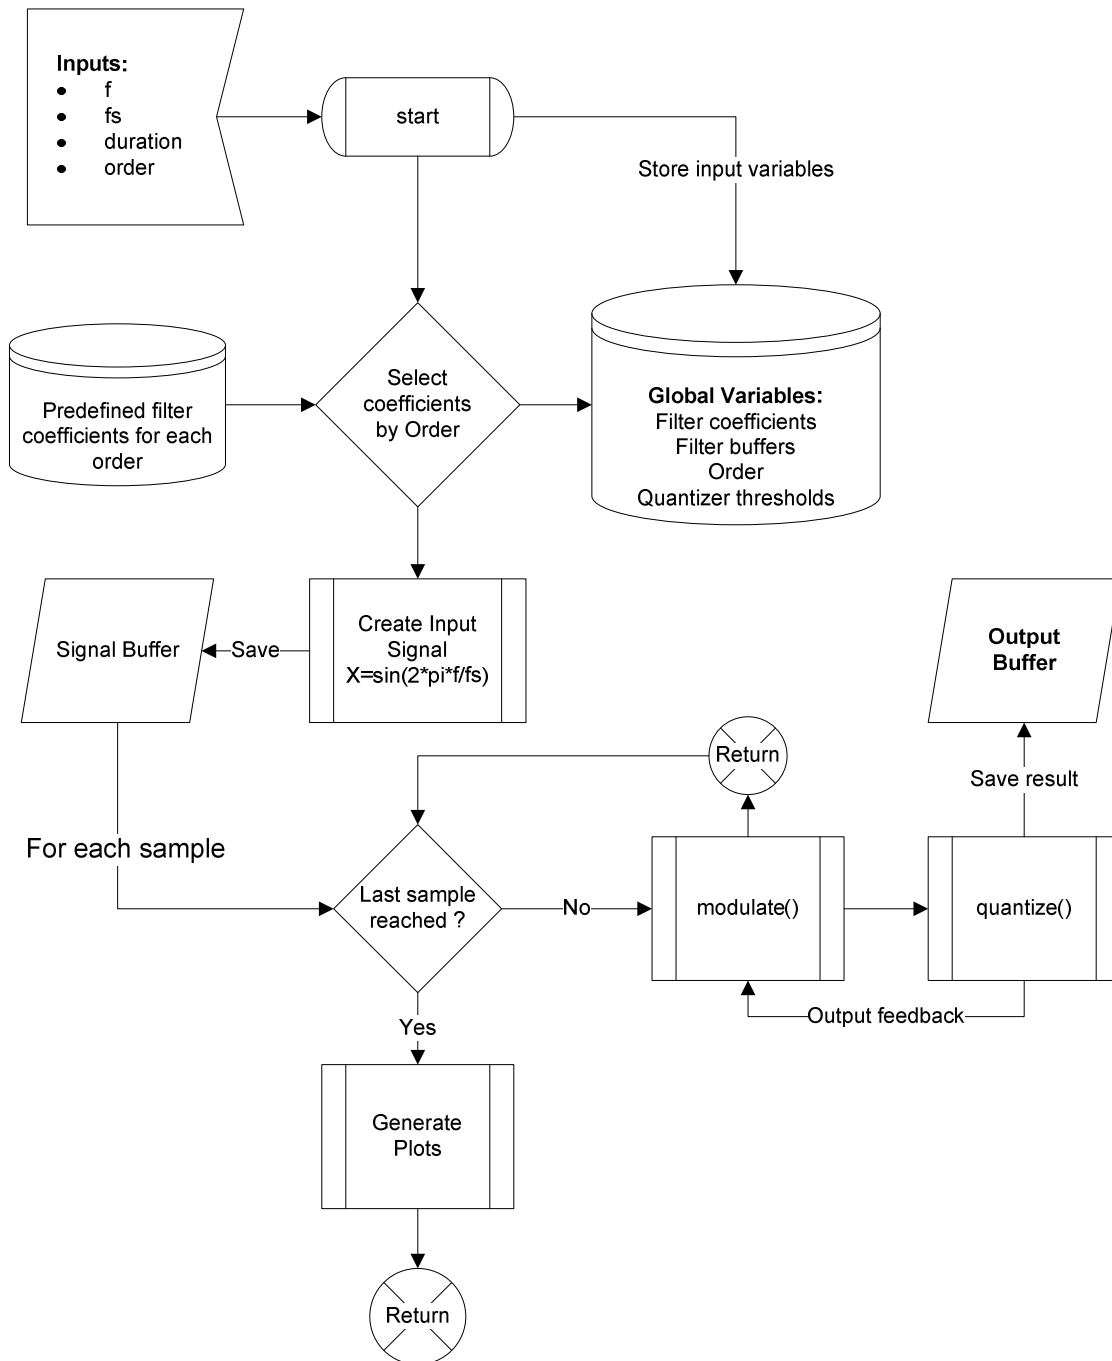 Inputs:
• f
• fs
• duration
• order
start
Store input variables
Predefined filter
coefficients for each
order
Select
coefficients
by Order
Global Variables:
Filter coefficients
Filter buffers
Order
Quantizer thresholds
Signal Buffer
Save
Create Input
Signal
X=sin(2*pi*f/fs)
Output
Buffer
Return
Save result
For each sample
Last sample
reached ?
No
modulate()
quantize()
Output feedback
Yes
Generate
Plots
Return